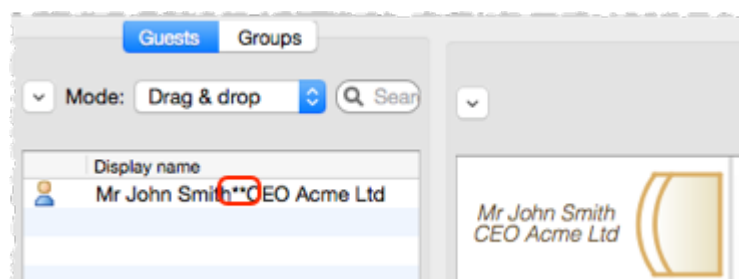 Guests Groups
Mode: Drag & drop Sear
Display name
Mr John Smith**CEO Acme Ltd
Mr John Smith
CEO Acme Ltd